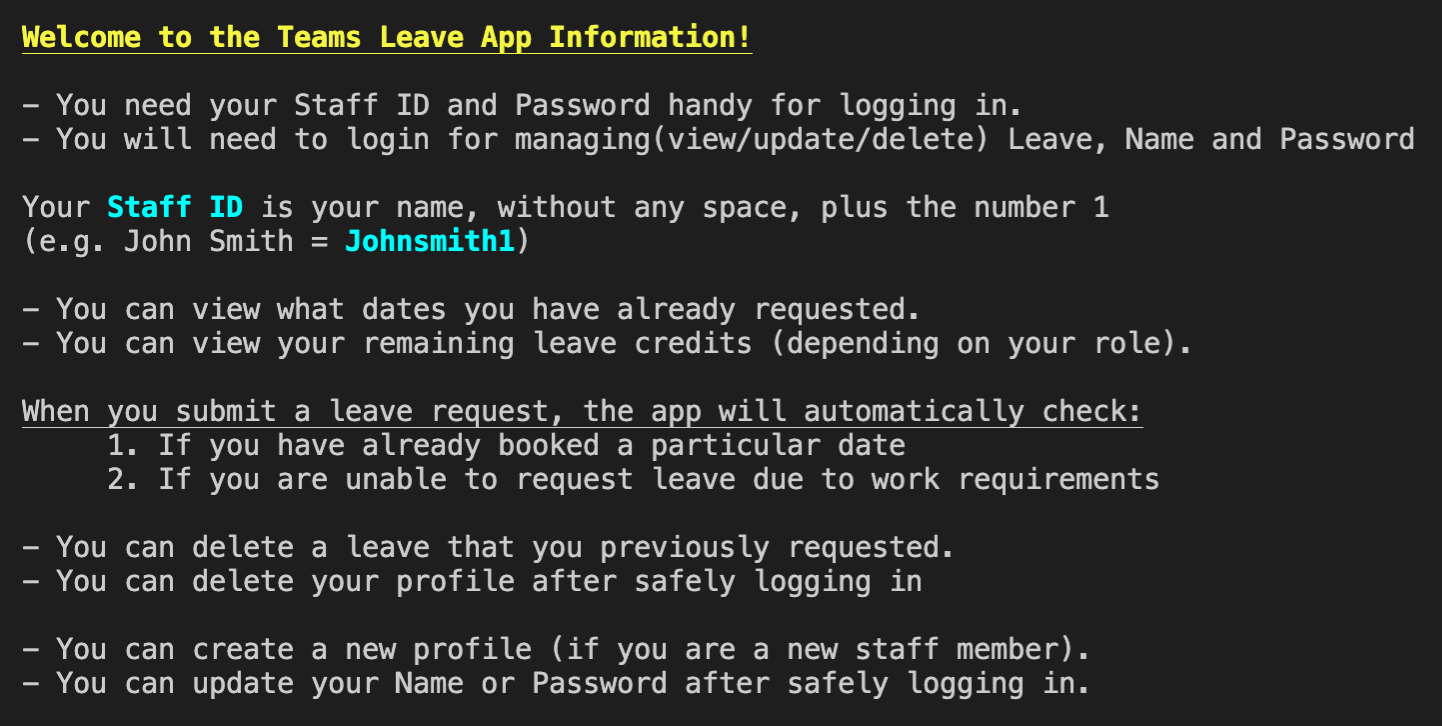 Welcome to the Teams Leave App Information!
- You need your Staff ID and Password handy for logging in.
- You will need to login for managing(view/update/delete) Leave, Name and Password
Your Staff ID is your name, without any space, plus the number 1
(e.g. John Smith = Johnsmith1)
- You can view what dates you have already requested.
- You can view your remaining leave credits (depending on your role).
When you submit a leave request, the app will automatically check:
1. If you have already booked a particular date
2. If you are unable to request leave due to work requirements
- You can delete a leave that you previously requested.
- You can delete your profile after safely logging in
- You can create a new profile (if you are a new staff member).
- You can update your Name or Password after safely logging in.